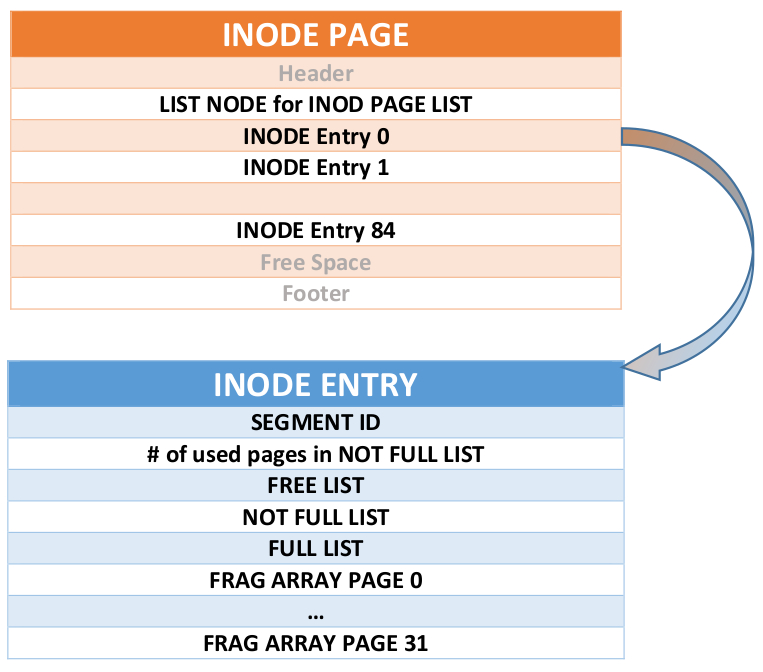 INODE PAGE
Header
LIST NODE for INOD PAGE LIST
INODE Entry 0
INODE Entry 1
INODE Entry 84
Free Space
Footer
INODE ENTRY
SEGMENT ID
# of used pages in NOT FULL LIST
FREE LIST
NOT FULL LIST
FULL LIST
FRAG ARRAY PAGE 0
...
FRAG ARRAY PAGE 31